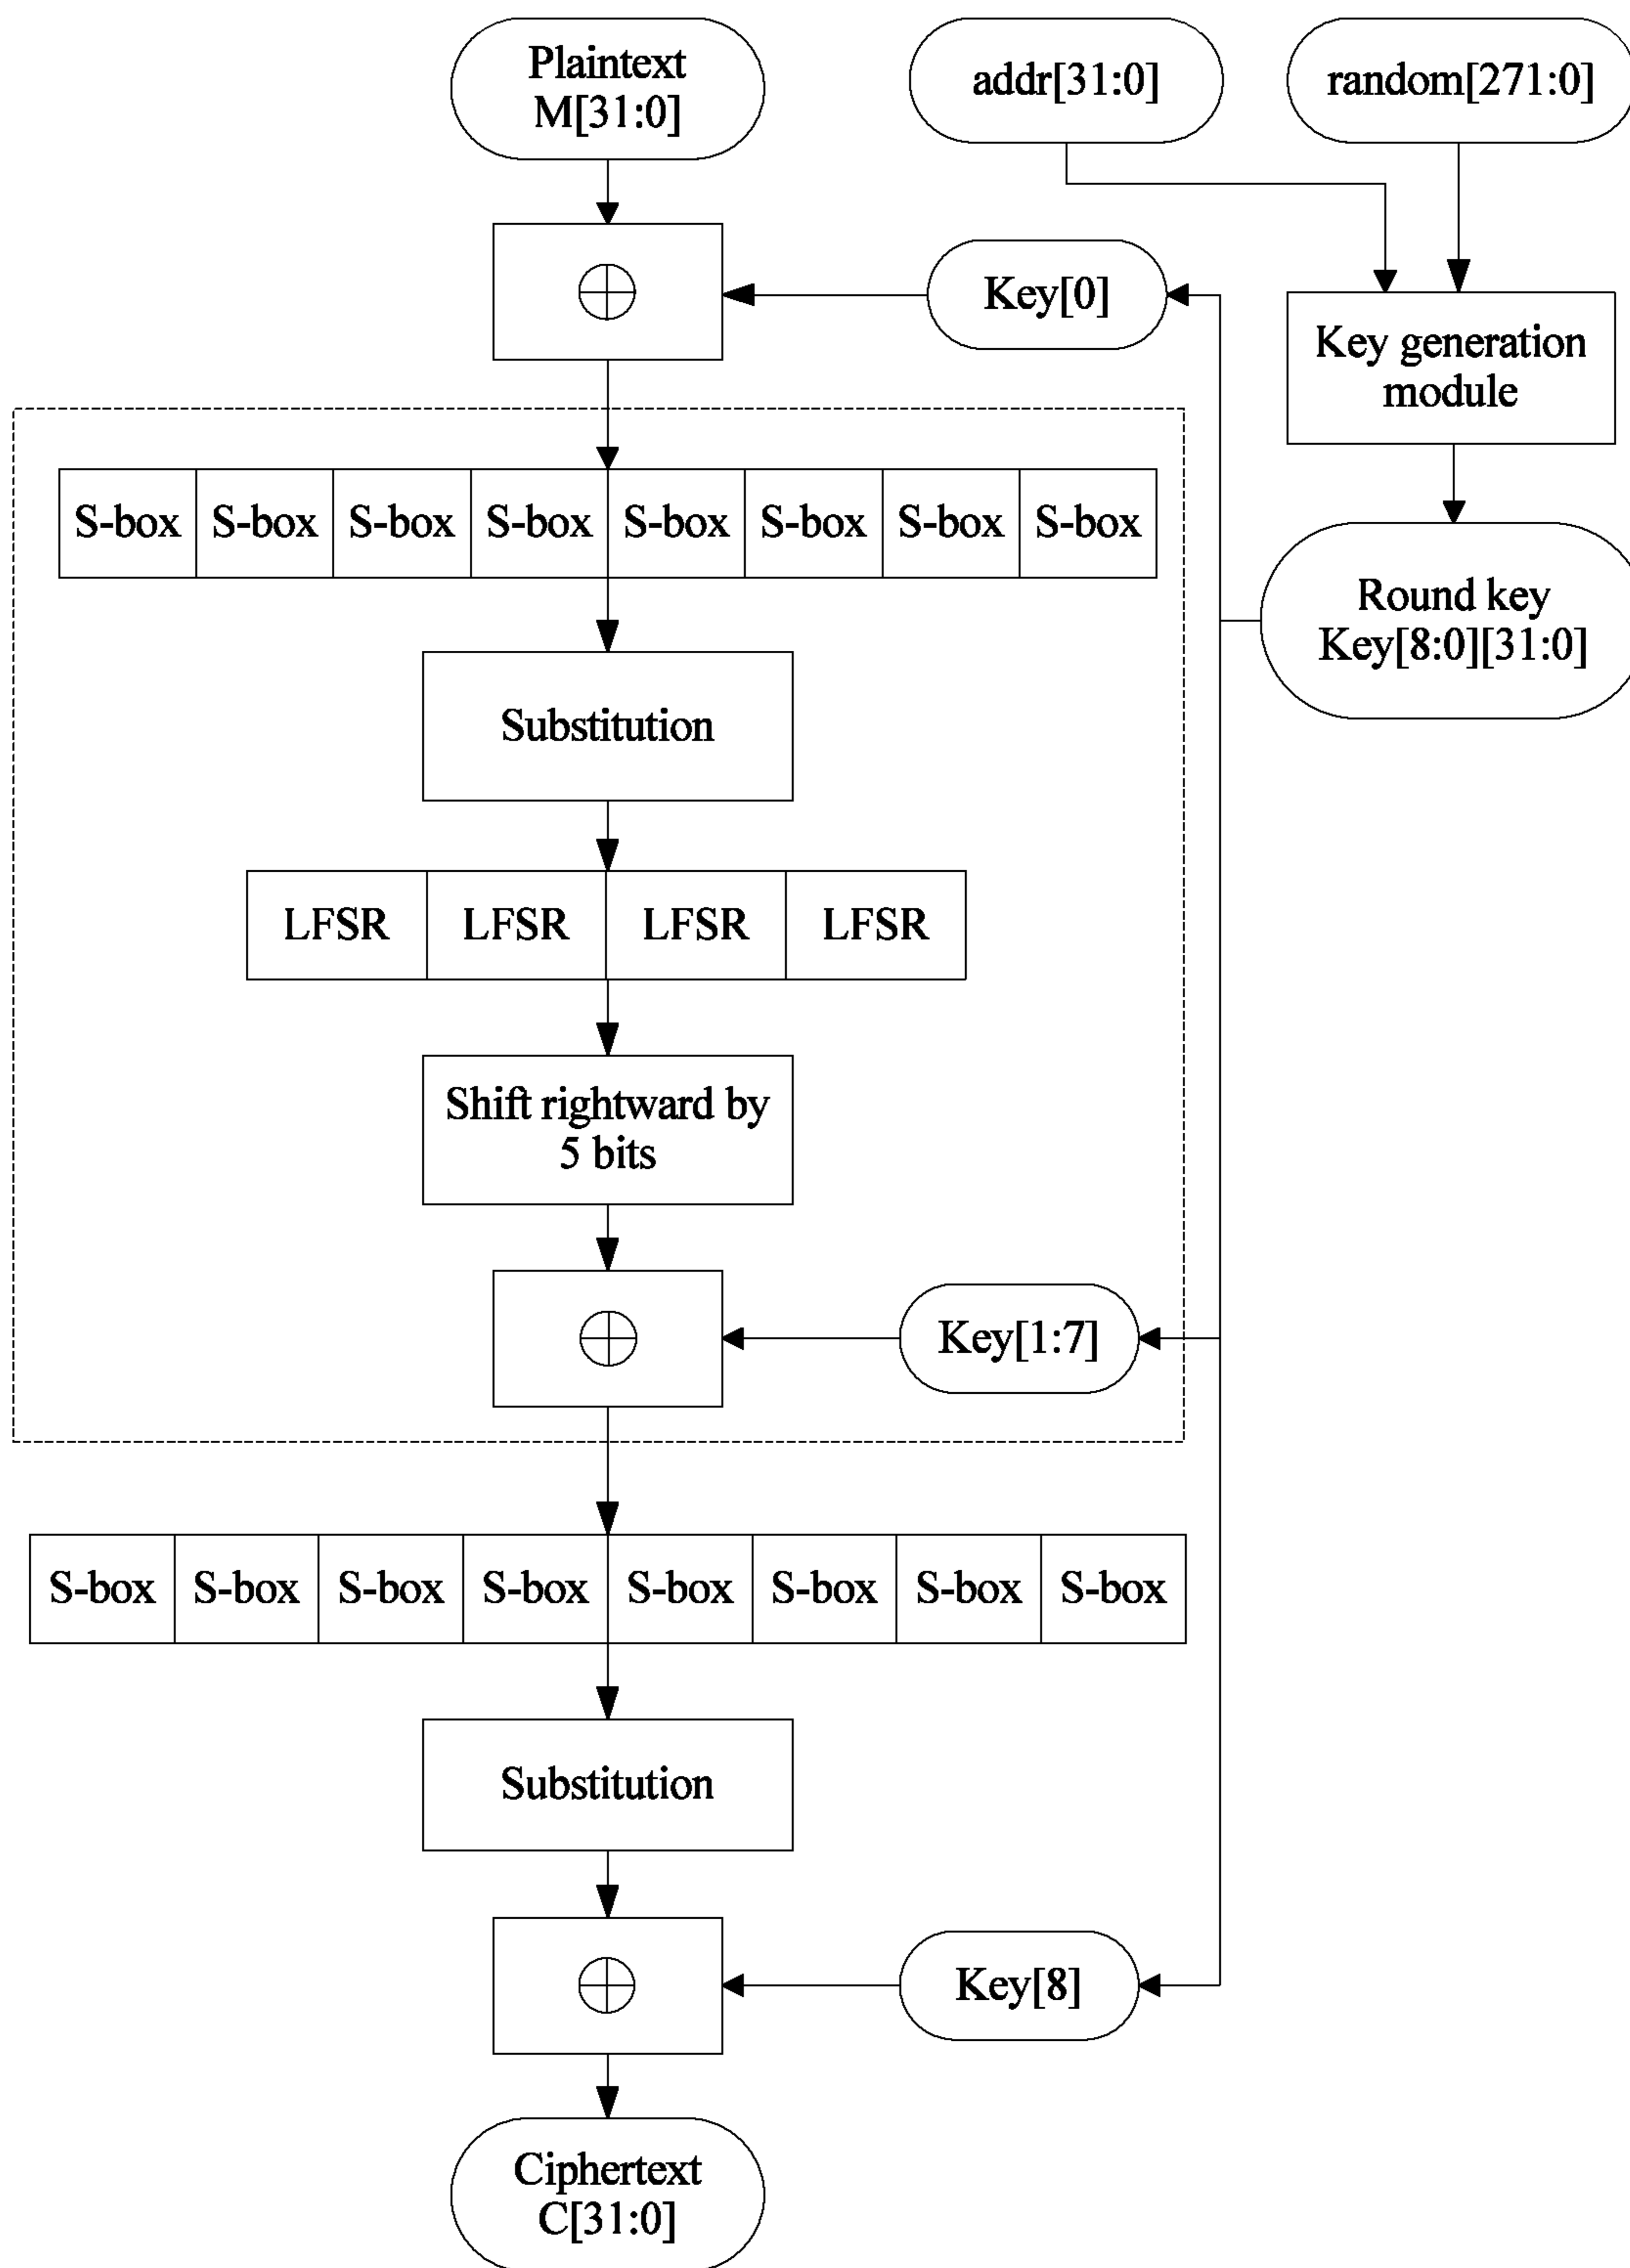 Plaintext
M[31:0]
addr[31:0]
random[271:0]
Key[0]
Key generation
module
S-box S-box S-box S-box S-box S-box S-box S-box
Round key
Key[8:0][31:0]
Substitution
LFSR LFSR LFSR LFSR
Shift rightward by
5 bits
Key[1:7]
S-box S-box S-box S-box S-box S-box S-box S-box
Substitution
Key[8]
Ciphertext
C[31:0]